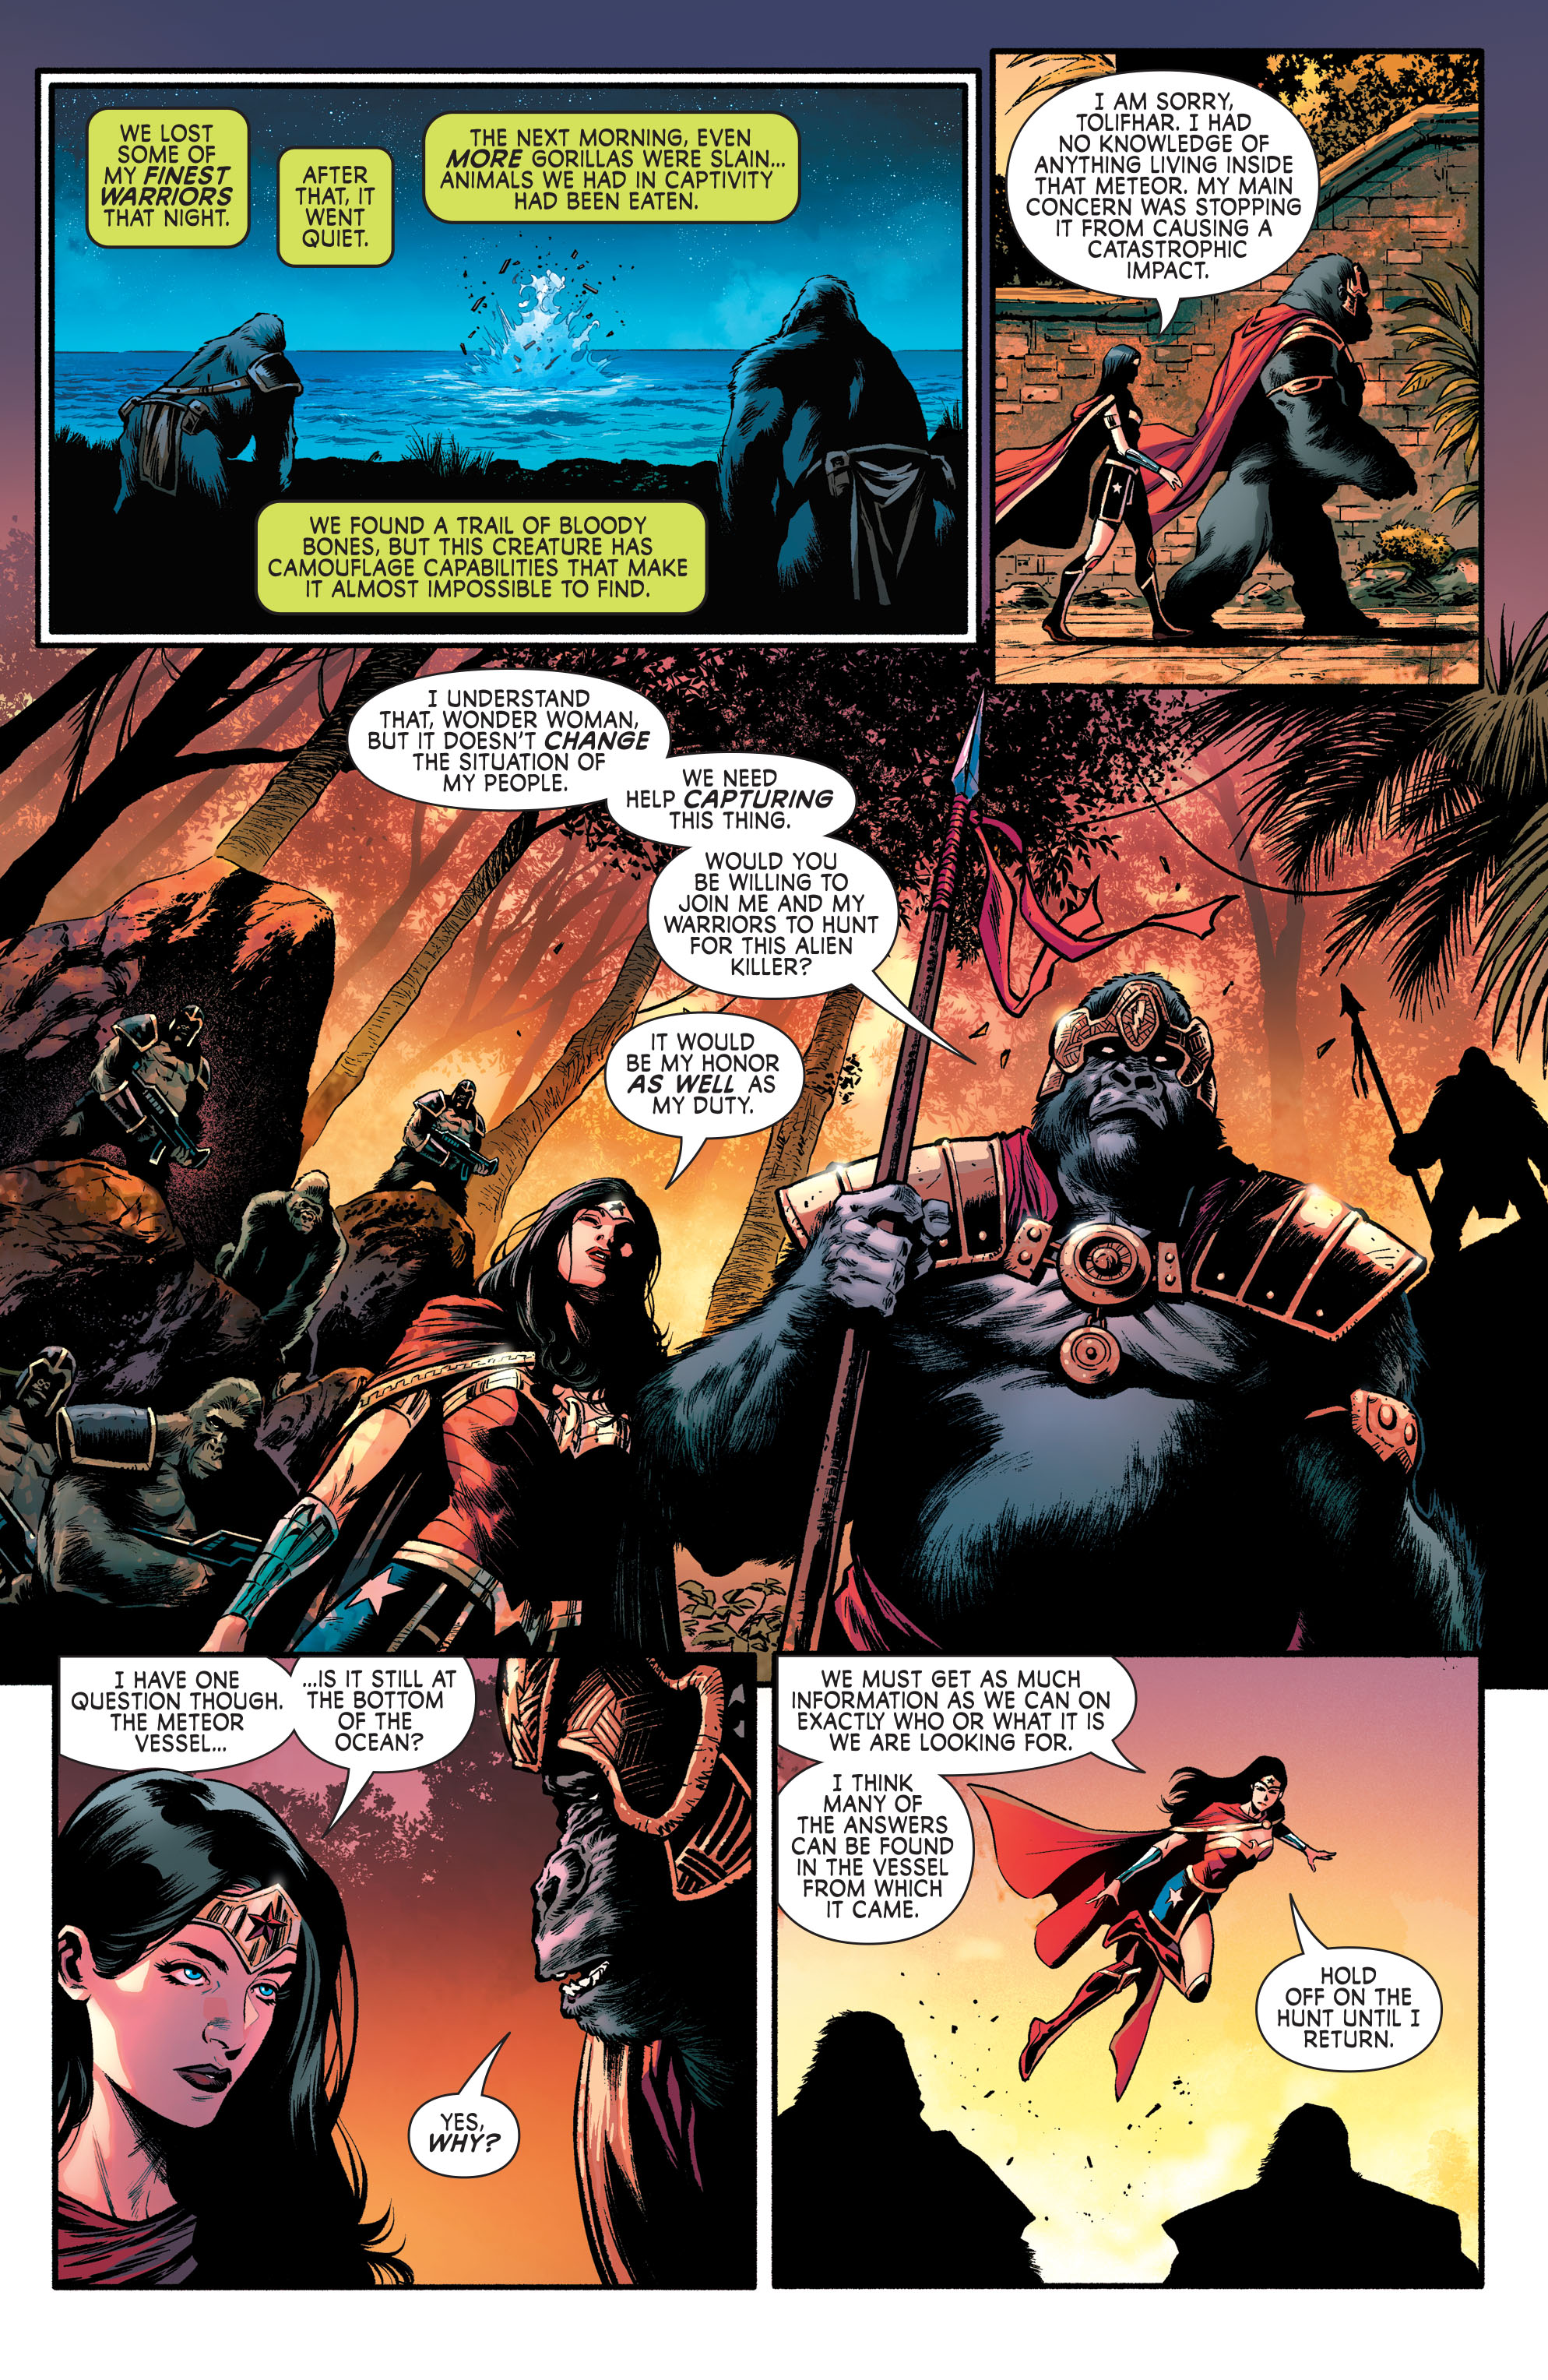 WE LOST
SOME OF
MY FINEST
WARRIORS
THAT NIGHT.
AFTER
THAT, IT
WENT
QUIET.
THE NEXT MORNING, EVEN
MORE GORILLAS WERE SLAIN...
ANIMALS WE HAD IN CAPTIVITY
HAD BEEN EATEN.
WE FOUND A TRAIL OF BLOODY
BONES, BUT THIS CREATURE HAS
CAMOUFLAGE CAPABILITIES THAT MAKE
IT ALMOST IMPOSSIBLE TO FIND.
I AM SORRY,
TOLIFHAR. I HAD
NO KNOWLEDGE OF
ANYTHING LIVING INSIDE
THAT METEOR. MY MAIN
CONCERN WAS STOPPING
IT FROM CAUSING A
CATASTROPHIC
IMPACT.
I UNDERSTAND
THAT, WONDER WOMAN,
BUT IT DOESN'T CHANGE
THE SITUATION OF
MY PEOPLE.
WE NEED
HELP CAPTURING
THIS THING.
WOULD YOU
BE WILLING TO
JOIN ME AND MY
WARRIORS TO HUNT
FOR THIS ALIEN
KILLER?
IT WOULD
BE MY HONOR
AS WELL AS
MY DUTY.
I HAVE ONE
QUESTION THOUGH.
THE METEOR
VESSEL...
...IS IT STILL AT
THE BOTTOM
OF THE
OCEAN?
YES,
WHY?
WE MUST GET AS MUCH
INFORMATION AS WE CAN ON
EXACTLY WHO OR WHAT IT IS
WE ARE LOOKING FOR.
I THINK
MANY OF
THE ANSWERS
CAN BE FOUND
IN THE VESSEL
FROM WHICH
IT CAME.
HOLD
OFF ON THE
HUNT UNTIL I
RETURN.